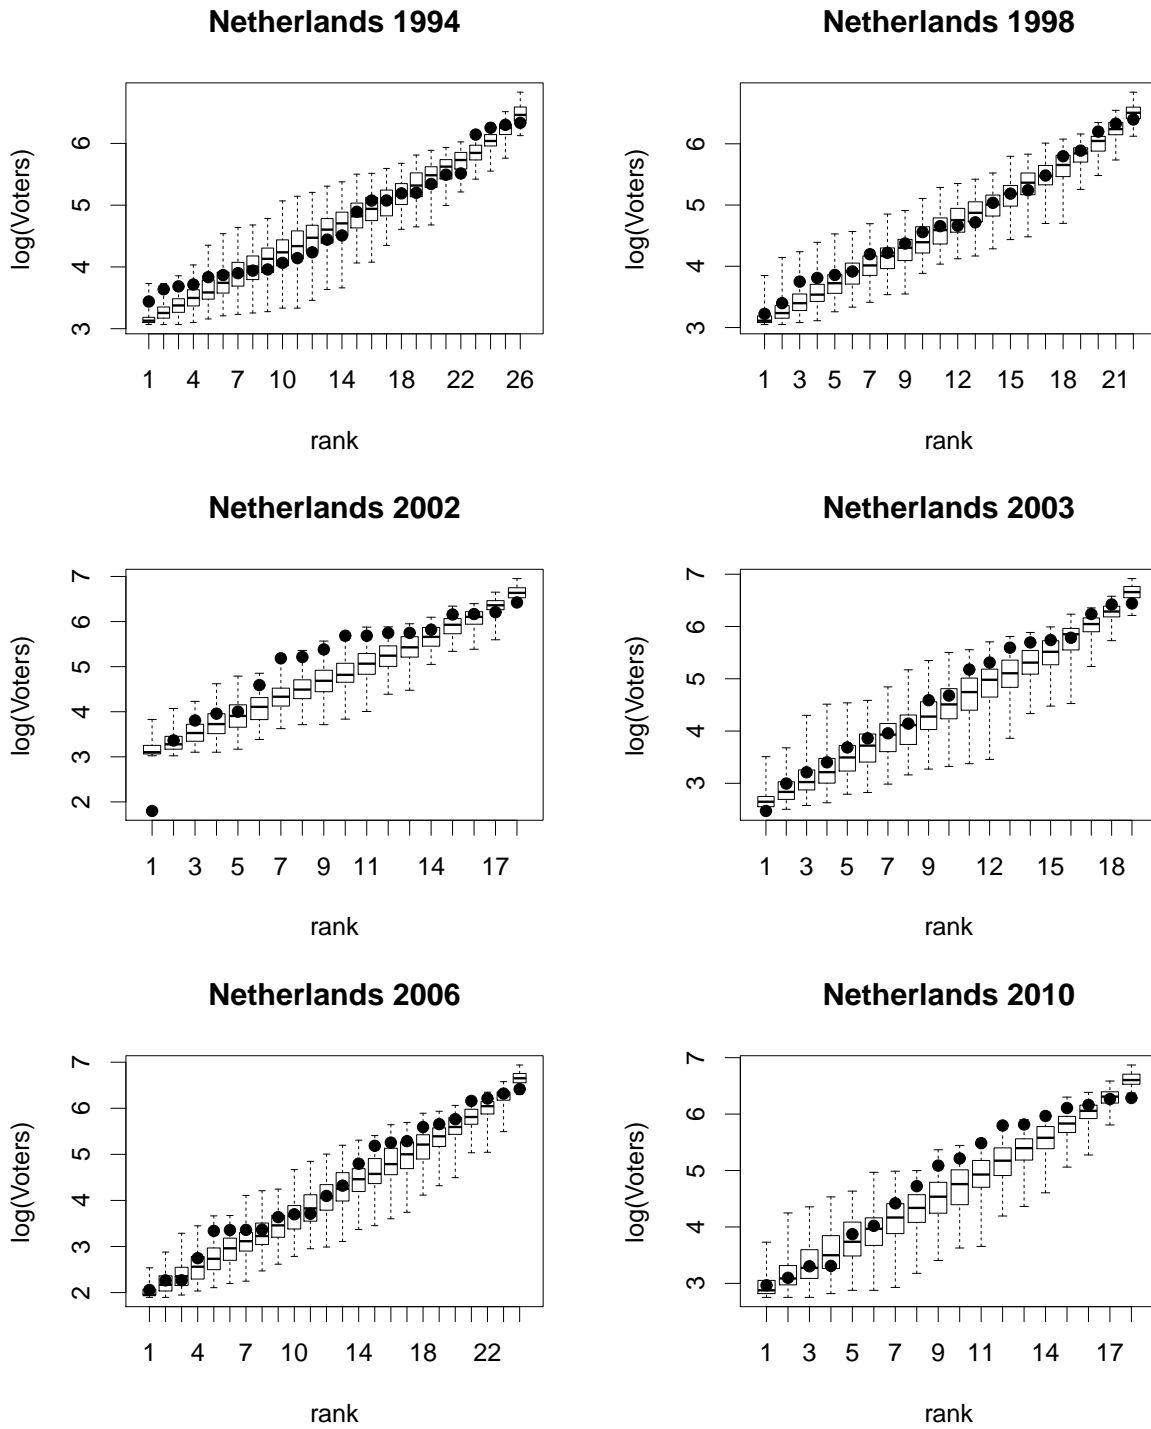 Netherlands 1994
log(Voters)
6
5
4
3
1 4 7 10 14 18 22 26
rank
Netherlands 1998
log(Voters)
6
5
4
3
1 3 5 7 9 12 15 18 21
rank
Netherlands 2002
log(Voters)
7
6
5
4
3
2
1 3 5 7 9 11 14 17
rank
Netherlands 2003
log(Voters)
7
6
5
4
3
1 3 5 7 9 12 15 18
rank
Netherlands 2006
log(Voters)
7
6
5
4
3
2
1 4 7 10 14 18 22
rank
Netherlands 2010
log(Voters)
7
6
5
4
3
1 3 5 7 9 11 14 17
rank